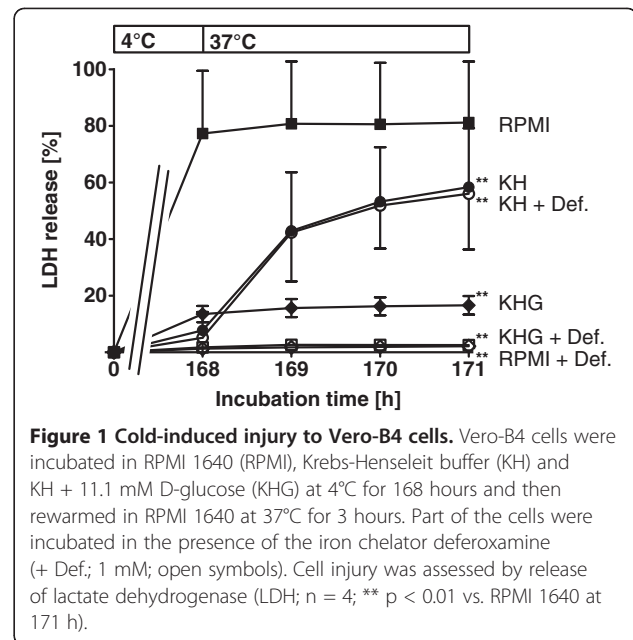 4°C 37°C
100
80
60
40
20
0 168 169 170 171
LDH release [%]
Incubation time [h]
RPMI
** KH
** KH + Def.
** KHG
** KHG + Def.
** RPMI + Def.
Figure 1 Cold-induced injury to Vero-B4 cells. Vero-B4 cells were
incubated in RPMI 1640 (RPMI), Krebs-Henseleit buffer (KH) and
KH + 11.1 mM D-glucose (KHG) at 4°C for 168 hours and then
rewarmed in RPMI 1640 at 37°C for 3 hours. Part of the cells were
incubated in the presence of the iron chelator deferoxamine
(+ Def.; 1 mM; open symbols). Cell injury was assessed by release
of lactate dehydrogenase (LDH; n = 4; ** p < 0.01 vs. RPMI 1640 at
171 h).